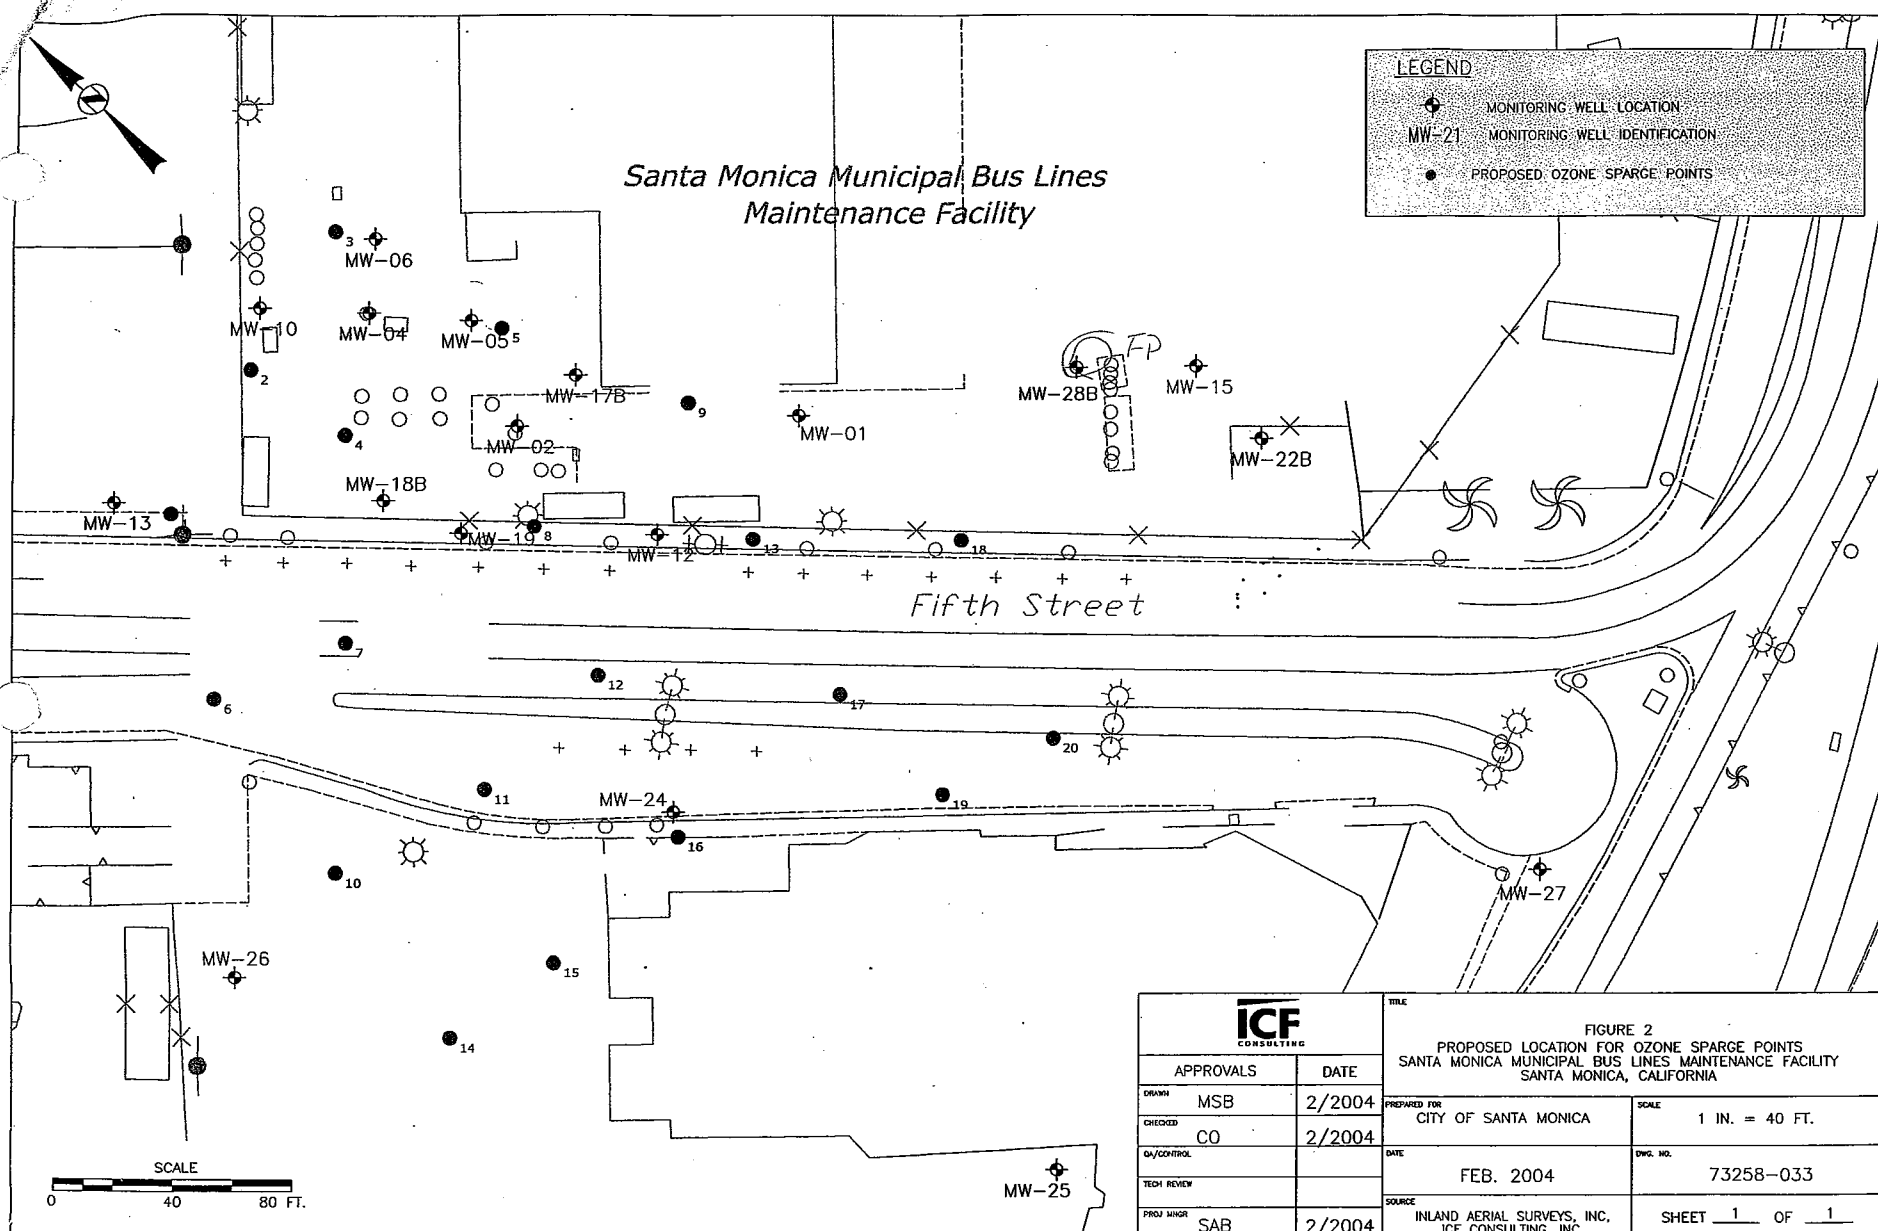 LEGEND
MONITORING WELL LOCATION
MW-21 MONITORING WELL IDENTIFICATION
PROPOSED OZONE SPARGE POINTS
Santa Monica Municipal Bus Lines
Maintenance Facility
3
MW-06
MW-10
MW-04
MW-05
5
FP
2
MW-17B
MW-28B
MW-15
9
MW-01
4
MW-02
MW-22B
MW-18B
MW-13
MW-19
8
MW-12
13
18
Fifth Street
7
12
6
17
20
11
MW-24
19
16
10
MW-27
MW-26
15
14
MW-25
SCALE
0 40 80 FT.
ICF
CONSULTING
APPROVALS DATE
DRAWN MSB 2/2004
CHECKED CO 2/2004
QA/CONTROL
TECH REVIEW
PROJ MNGR SAB 2/2004
TITLE
FIGURE 2
PROPOSED LOCATION FOR OZONE SPARGE POINTS
SANTA MONICA MUNICIPAL BUS LINES MAINTENANCE FACILITY
SANTA MONICA, CALIFORNIA
PREPARED FOR
CITY OF SANTA MONICA
SCALE
1 IN. = 40 FT.
DATE
FEB. 2004
DWG. NO.
73258-033
SOURCE
INLAND AERIAL SURVEYS, INC,
ICF CONSULTING, INC
SHEET 1 OF 1